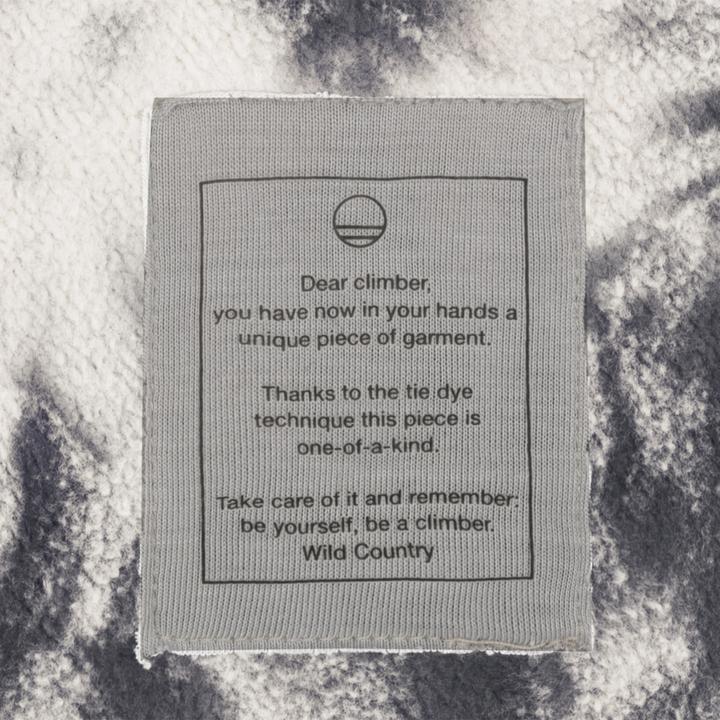 Dear climber,
you have now in your hands a
unique piece of garment.
Thanks to the tie dye
technique this piece is
one-of-a-kind.
Take care of it and remember:
be yourself, be a climber.
Wild Country